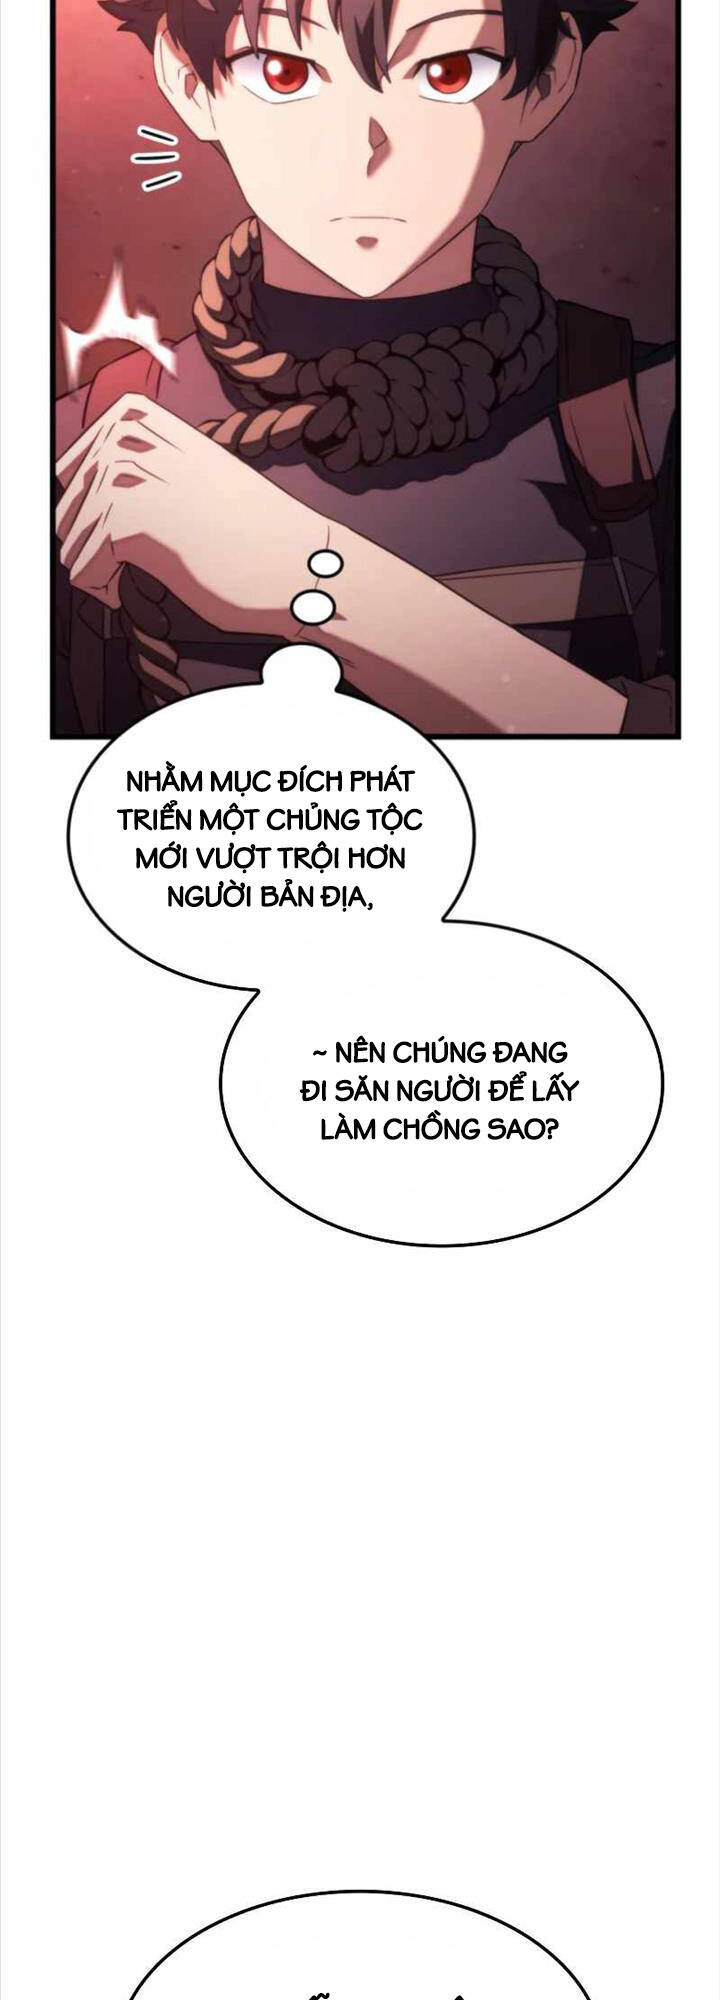 NHẰM MỤC ĐÍCH PHÁT
TRIỂN MỘT CHỦNG TỘC
MỚI VƯỢT TRỘI HƠN
NGƯỜI BẢN ĐỊA,
~ NÊN CHÚNG ĐANG
ĐI SĂN NGƯỜI ĐỂ LẤY
LÀM CHỒNG SAO?